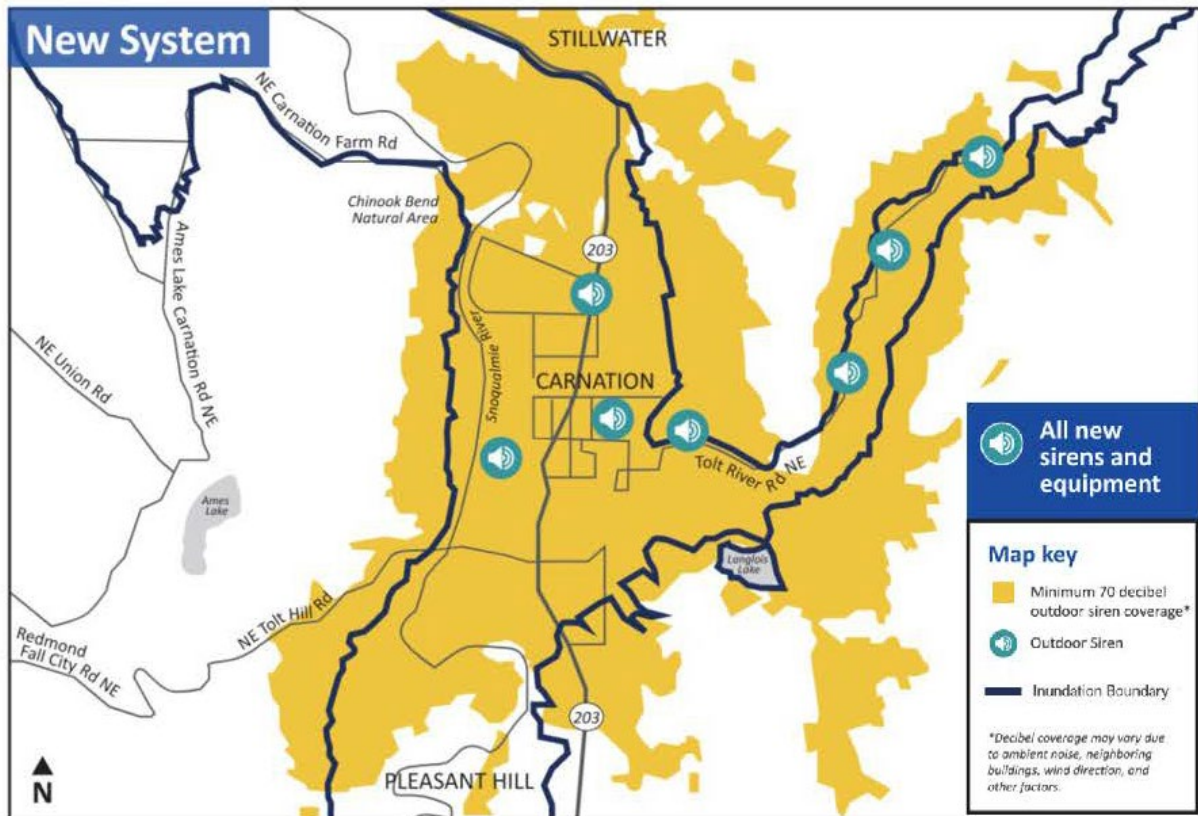 New System
STILLWATER
NE Carnation Farm Rd
Chinook Bend
Natural Area
203
Ames Lake Carnation Rd NE
NE Union Rd
Snoqualmie River
CARNATION
Tolt River Rd NE
Ames
Lake
Langlois
Lake
NE Tolt Hill Rd
Redmond
Fall City Rd NE
203
PLEASANT HILL
N
All new
sirens and
equipment
Map key
Minimum 70 decibel
outdoor siren coverage*
Outdoor Siren
Inundation Boundary
*Decibel coverage may vary due
to ambient noise, neighboring
buildings, wind direction, and
other factors.